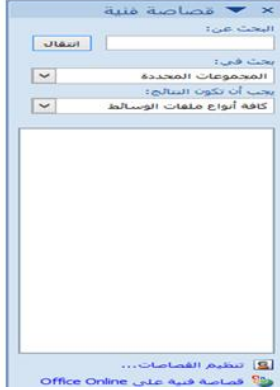 قصاصة فنية
البحث عن:
انتقال
بحث في:
المجموعات المحددة
يجب أن تكون النتائج:
كافة أنواع ملفات الوسائط
تنظيم القصاصات...
قصاصة فنية على Office Online